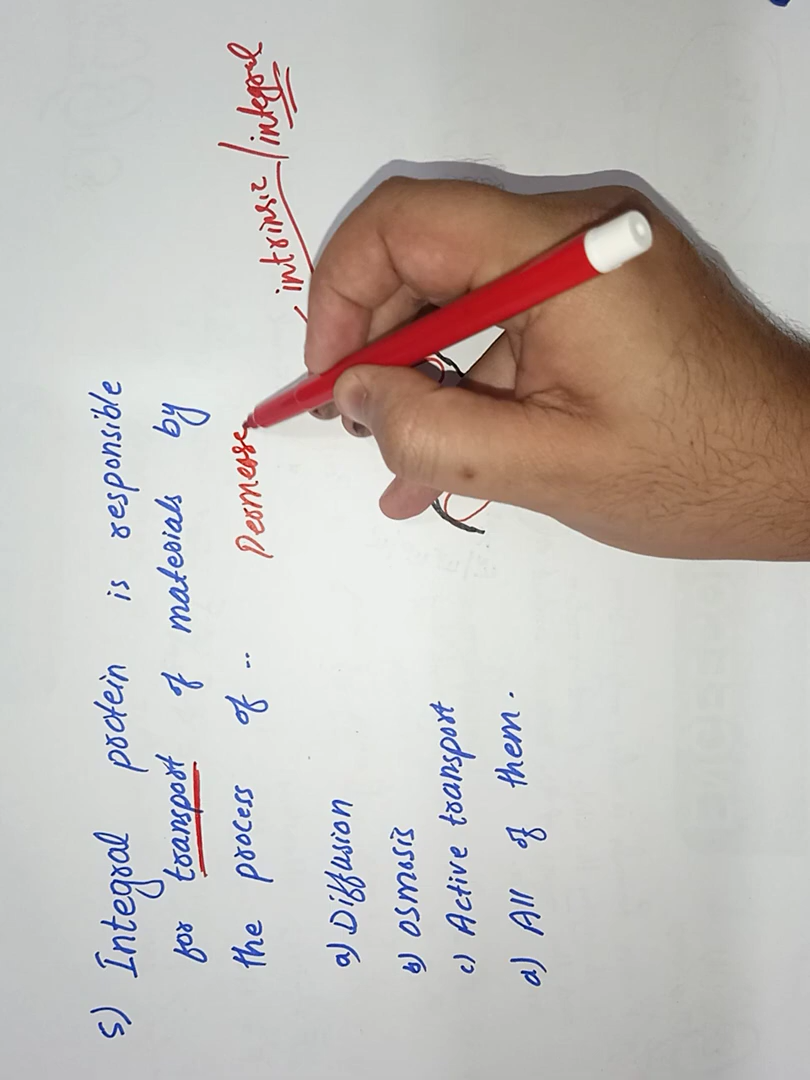 5) Integral protein is responsible
for transport of materials by
the process of ..
Permease
intrinsic / integral
a) Diffusion
b) osmosis
c) Active transport
d) All of them.